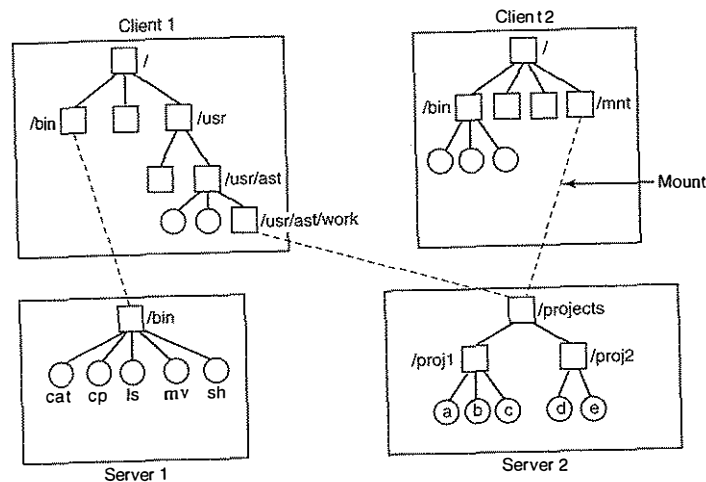 Client 1
/
/bin
/usr
/usr/ast
/usr/ast/work
Client 2
/
/bin
/mnt
Mount
/bin
cat cp ls mv sh
Server 1
/projects
/proj1
/proj2
a b c d e
Server 2